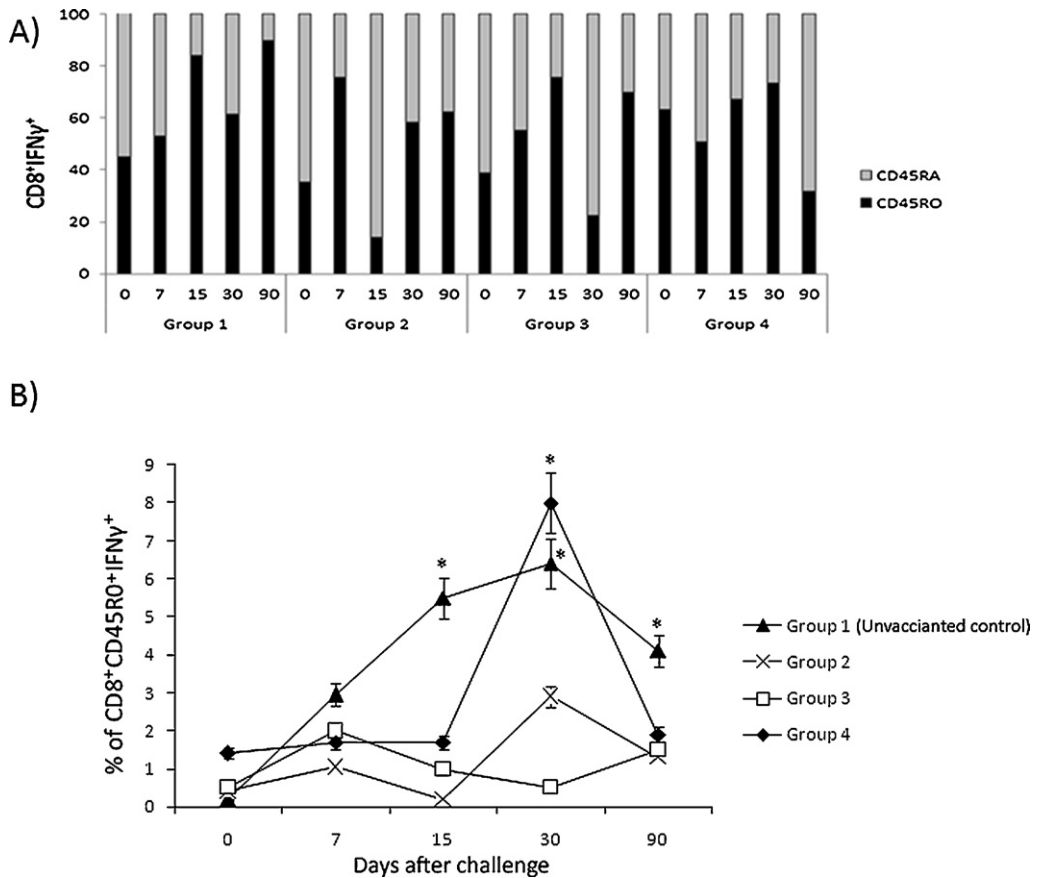 A)
CD8+IFNγ+
100
80
60
40
20
0
0 7 15 30 90 0 7 15 30 90 0 7 15 30 90 0 7 15 30 90
Group 1 Group 2 Group 3 Group 4
CD45RA
CD45RO
B)
% of CD8+CD45R0+IFNγ+
9
8
7
6
5
4
3
2
1
0
* * * *
0 7 15 30 90
Days after challenge
Group 1 (Unvaccianted control)
Group 2
Group 3
Group 4